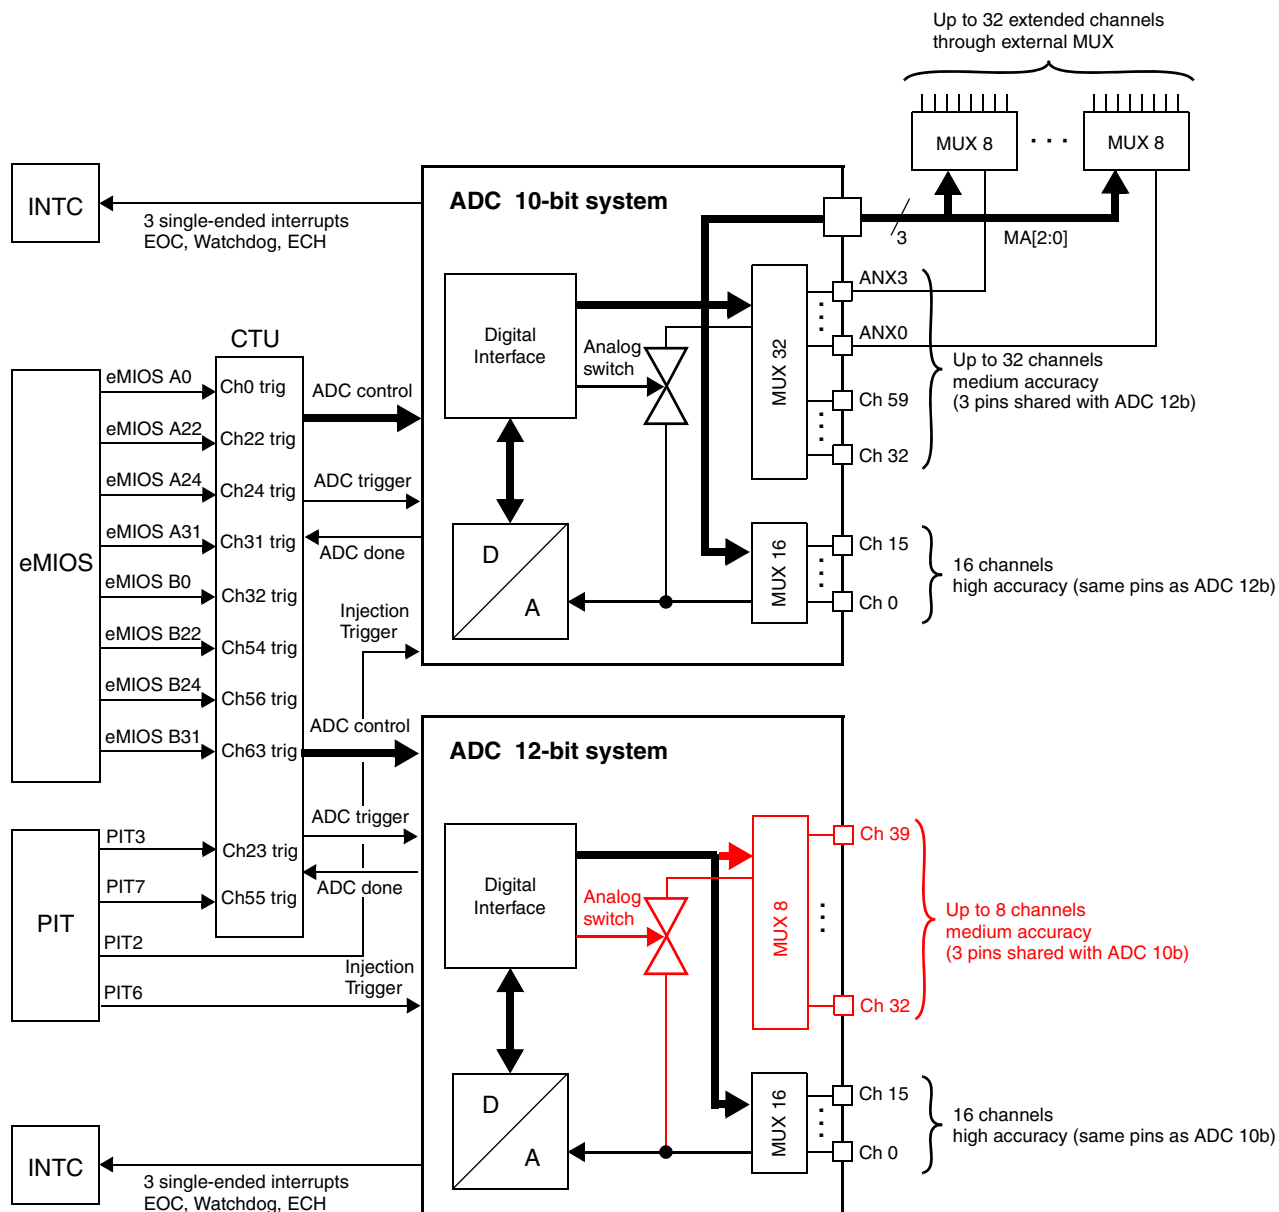 Up to 32 extended channels
through external MUX
MUX 8
. . .
MUX 8
INTC
3 single-ended interrupts
EOC, Watchdog, ECH
ADC 10-bit system
3
MA[2:0]
Digital
Interface
Analog
switch
MUX 32
ANX3
ANX0
Ch 59
Ch 32
Up to 32 channels
medium accuracy
(3 pins shared with ADC 12b)
D
A
MUX 16
Ch 15
Ch 0
16 channels
high accuracy (same pins as ADC 12b)
CTU
eMIOS
eMIOS A0
eMIOS A22
eMIOS A24
eMIOS A31
eMIOS B0
eMIOS B22
eMIOS B24
eMIOS B31
Ch0 trig
Ch22 trig
Ch24 trig
Ch31 trig
Ch32 trig
Ch54 trig
Ch56 trig
Ch63 trig
Ch23 trig
Ch55 trig
ADC control
ADC trigger
ADC done
Injection
Trigger
ADC control
ADC trigger
ADC done
Injection
Trigger
PIT
PIT3
PIT7
PIT2
PIT6
ADC 12-bit system
Digital
Interface
Analog
switch
MUX 8
Ch 39
Ch 32
Up to 8 channels
medium accuracy
(3 pins shared with ADC 10b)
D
A
MUX 16
Ch 15
Ch 0
16 channels
high accuracy (same pins as ADC 10b)
INTC
3 single-ended interrupts
EOC, Watchdog, ECH